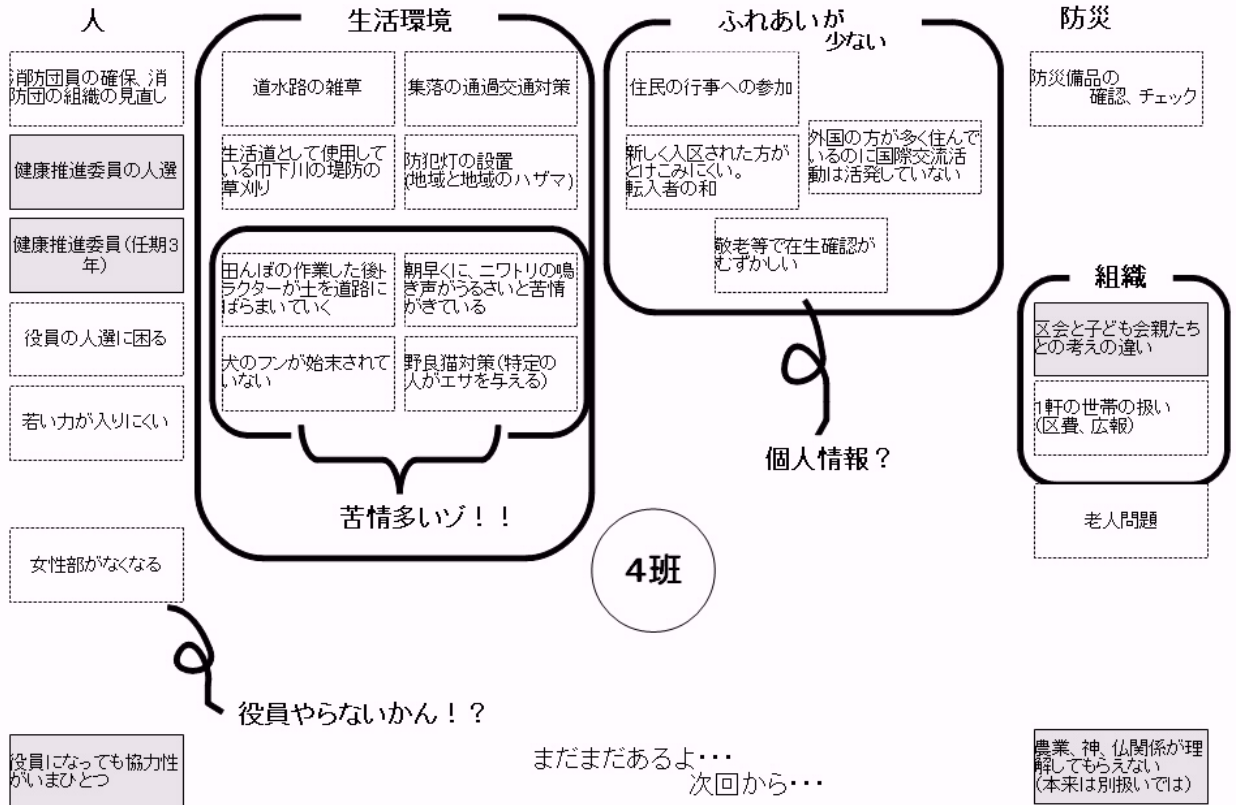 人
消防団員の確保、消
防団の組織の見直し
健康推進委員の人選
健康推進委員(任期3
年)
役員の人選に困る
若い力が入りにくい
女性部がなくなる
役員やらないかん！？
役員になっても協力性
がいまひとつ
生活環境
道水路の雑草
集落の通過交通対策
生活道として使用して
いる巾下川の堤防の
草刈り
防犯灯の設置
(地域と地域のハザマ)
田んぼの作業した後ト
ラクターが土を道路に
ばらまいていく
朝早くに、ニワトリの鳴
き声がうるさいと苦情
がきている
犬のフンが始末されて
いない
野良猫対策(特定の
人がエサを与える)
苦情多いゾ！！
ふれあいが
少ない
住民の行事への参加
新しく入区された方が
とけこみにくい。
転入者の和
外国の方が多く住んで
いるのに国際交流活
動は活発していない
敬老等で在生確認が
むずかしい
個人情報？
4班
防災
防災備品の
確認、チェック
組織
区会と子ども会親たち
との考えの違い
1軒の世帯の扱い
(区費、広報)
老人問題
まだまだあるよ・・・
次回から・・・
農業、神、仏関係が理
解してもらえない
(本来は別扱いでは)